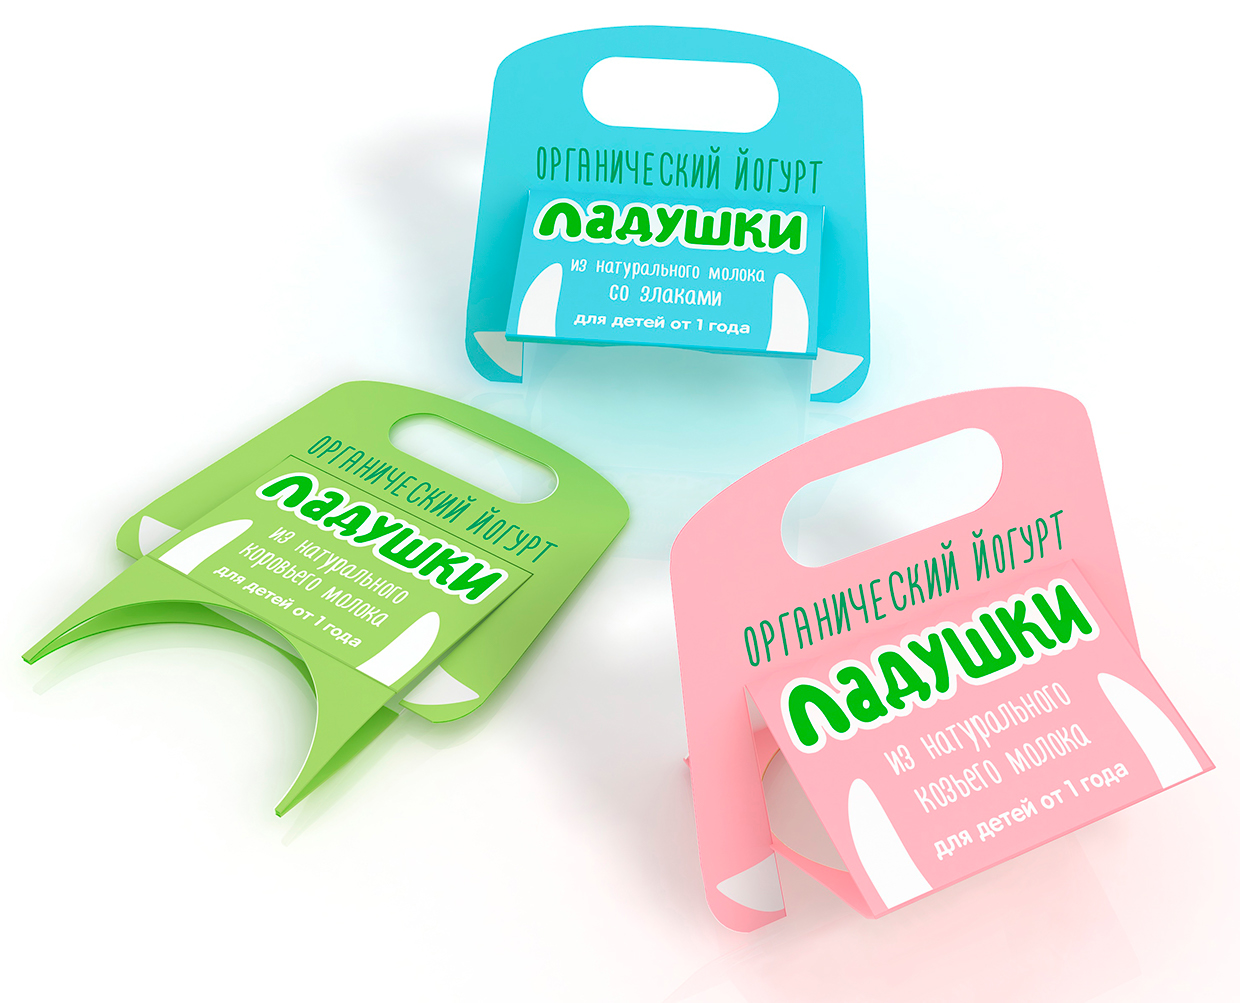 ОРГАНИЧЕСКИЙ ЙОГУРТ
Ладушки
из натурального молока
со злаками
для детей от 1 года
ОРГАНИЧЕСКИЙ ЙОГУРТ
Ладушки
из натурального
коровьего молока
для детей от 1 года
ОРГАНИЧЕСКИЙ ЙОГУРТ
Ладушки
из натурального
козьего молока
для детей от 1 года